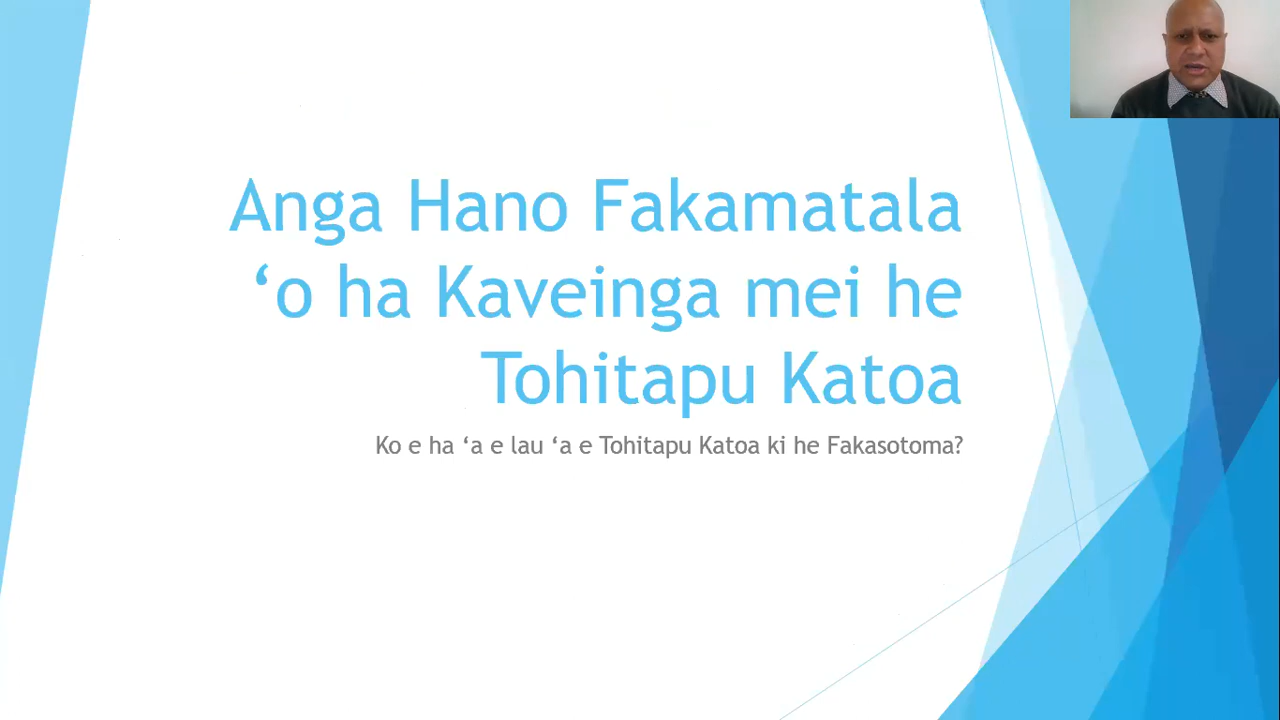 Anga Hano Fakamatala
‘o ha Kaveinga mei he
Tohitapu Katoa
Ko e ha ‘a e lau ‘a e Tohitapu Katoa ki he Fakasotoma?